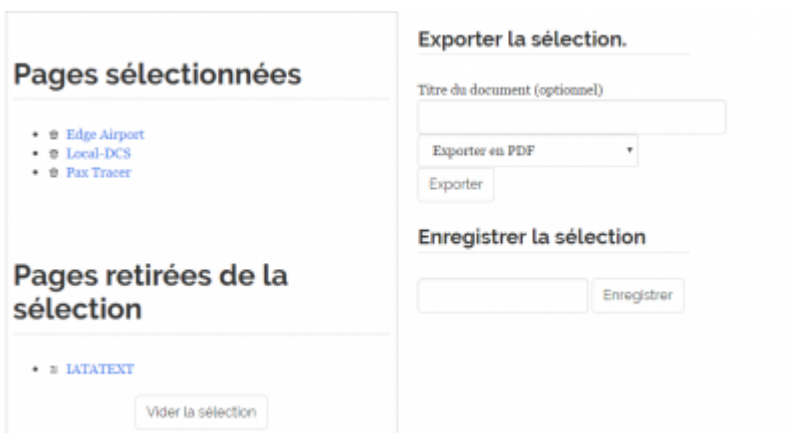 Pages sélectionnées
Edge Airport
Local-DCS
Pax Tracer
Pages retirées de la
sélection
IATATEXT
Vider la sélection
Exporter la sélection.
Titre du document (optionnel)
Exporter en PDF
Exporter
Enregistrer la sélection
Enregistrer